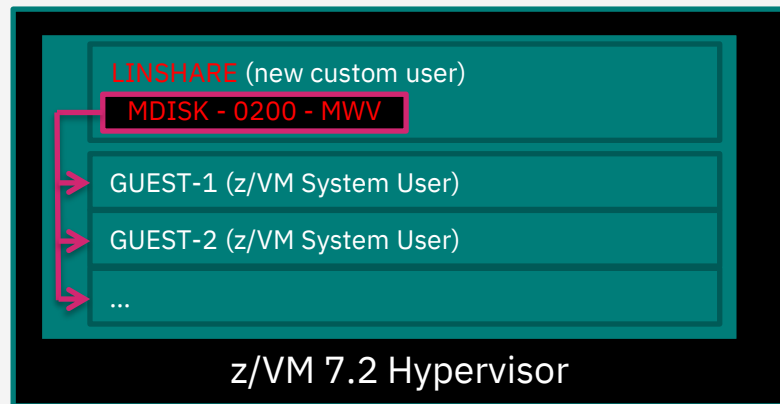 LINSHARE (new custom user)
MDISK - 0200 - MWV
GUEST-1 (z/VM System User)
GUEST-2 (z/VM System User)
...
z/VM 7.2 Hypervisor